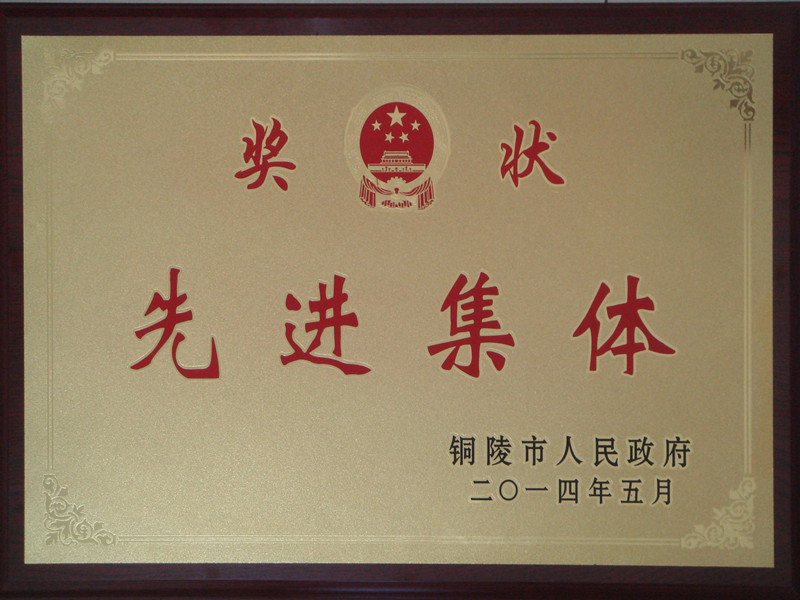 奖状
先进集体
铜陵市人民政府
二〇一四年五月